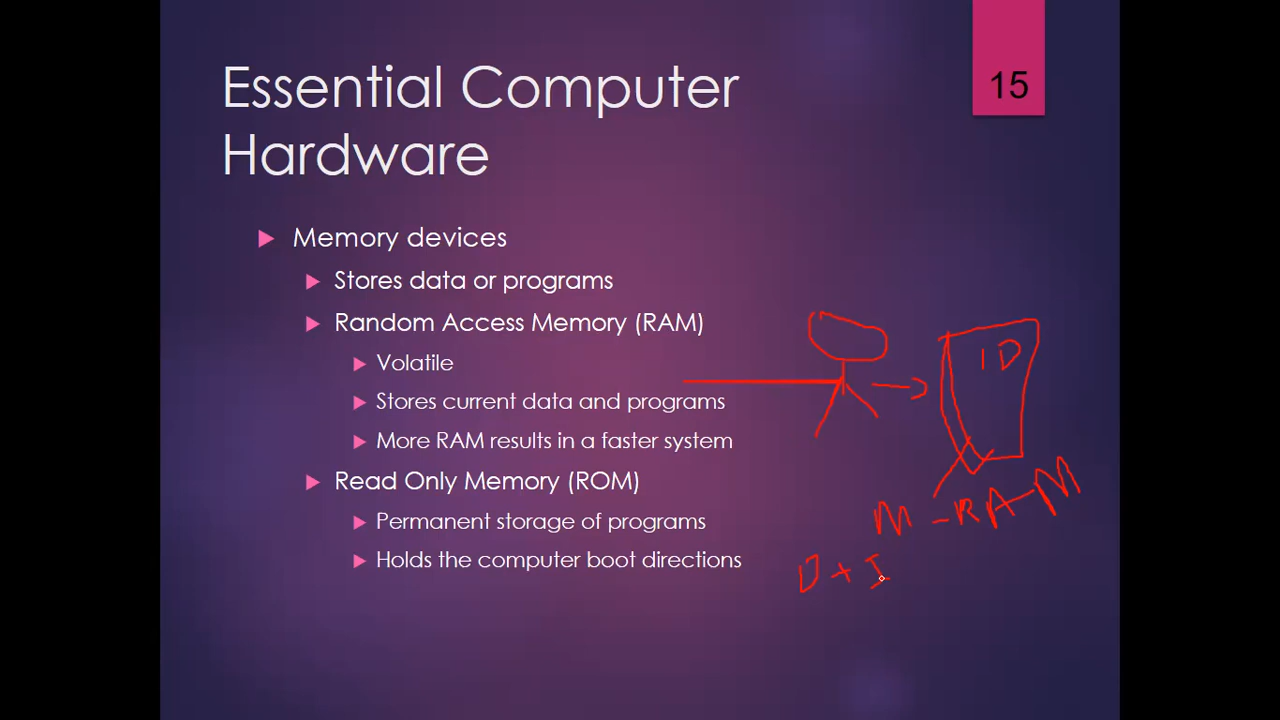 Essential Computer
Hardware
15
Memory devices
Stores data or programs
Random Access Memory (RAM)
Volatile
Stores current data and programs
More RAM results in a faster system
Read Only Memory (ROM)
Permanent storage of programs
Holds the computer boot directions
ID
M - RAM
D + I